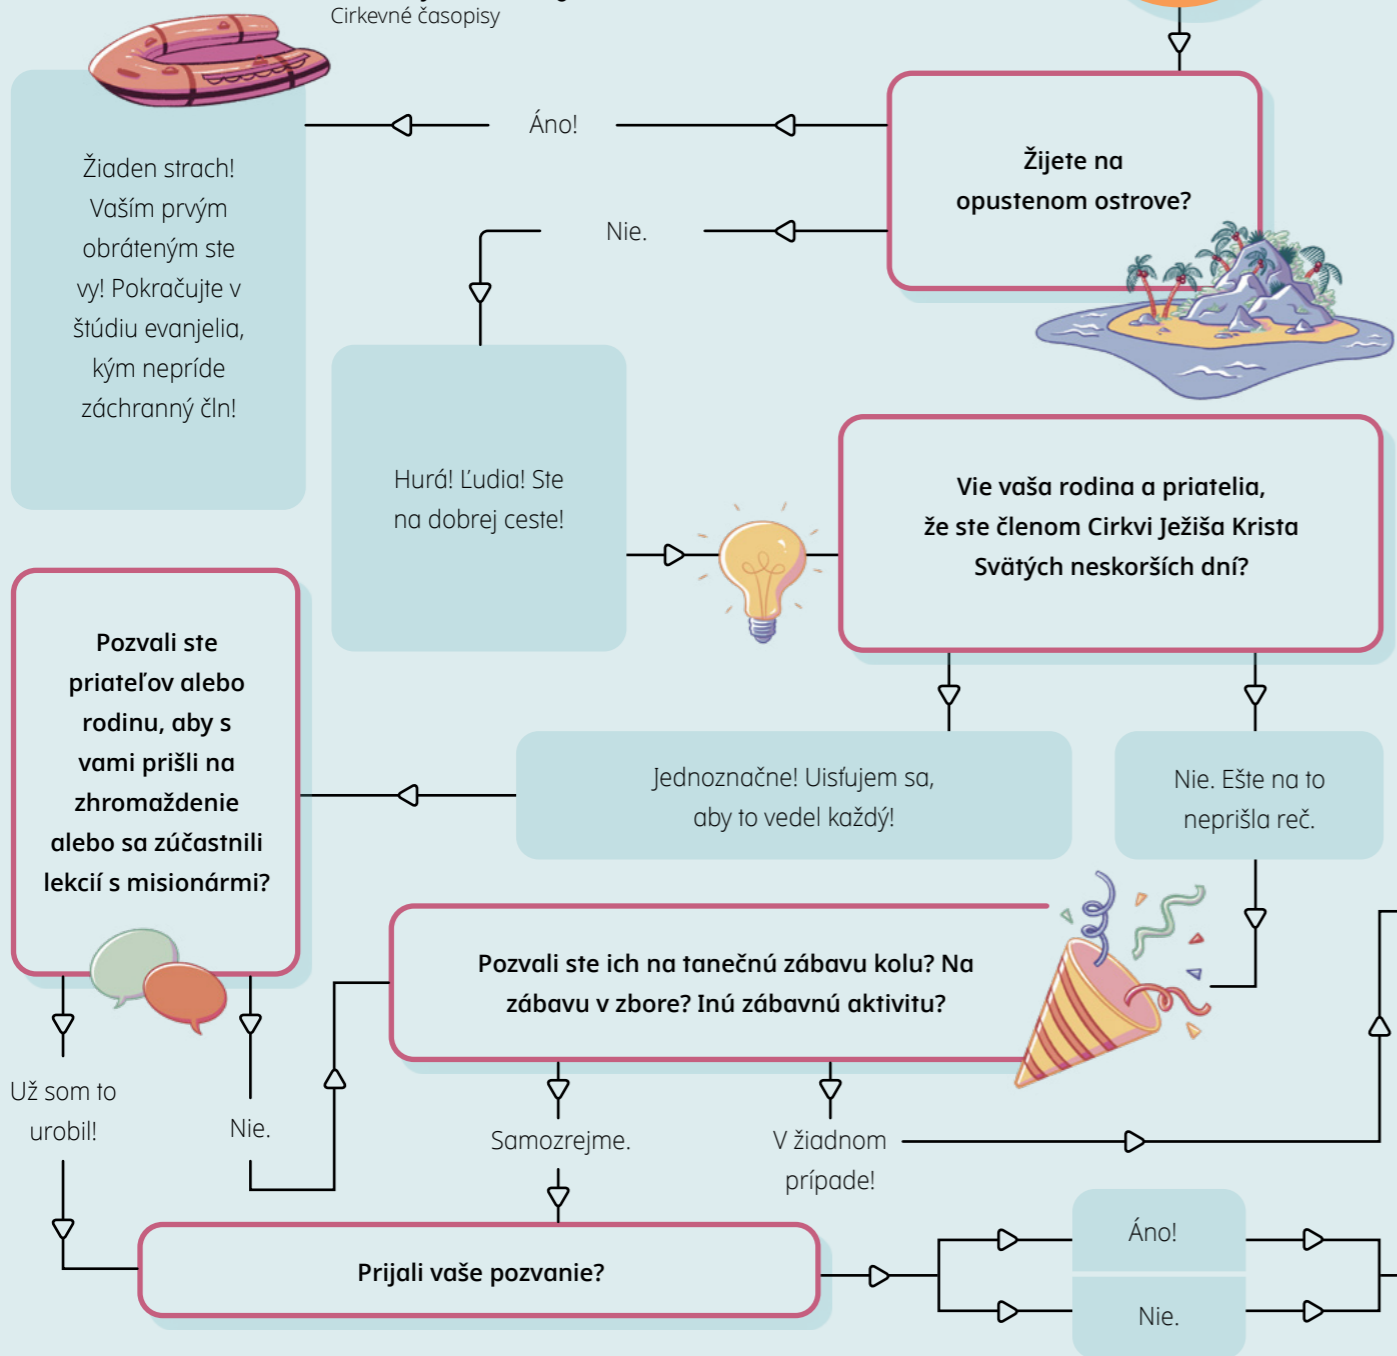 Cirkevné časopisy
Žijete na
opustenom ostrove?
Áno!
Žiaden strach!
Vaším prvým
obráteným ste
vy! Pokračujte v
štúdiu evanjelia,
kým nepríde
záchranný čln!
Nie.
Hurá! Ľudia! Ste
na dobrej ceste!
Vie vaša rodina a priatelia,
že ste členom Cirkvi Ježiša Krista
Svätých neskorších dní?
Jednoznačne! Uisťujem sa,
aby to vedel každý!
Nie. Ešte na to
neprišla reč.
Pozvali ste
priateľov alebo
rodinu, aby s
vami prišli na
zhromaždenie
alebo sa zúčastnili
lekcií s misionármi?
Už som to
urobil!
Nie.
Pozvali ste ich na tanečnú zábavu kolu? Na
zábavu v zbore? Inú zábavnú aktivitu?
Samozrejme.
V žiadnom
prípade!
Prijali vaše pozvanie?
Áno!
Nie.